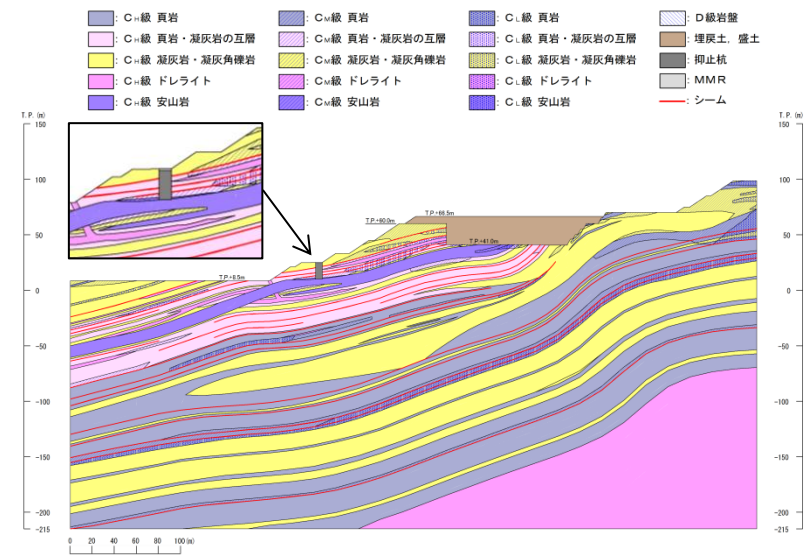 : CH級 頁岩 : CM級 頁岩 : CL級 頁岩 : D級岩盤
: CH級 頁岩・凝灰岩の互層 : CM級 頁岩・凝灰岩の互層 : CL級 頁岩・凝灰岩の互層 : 埋戻土，盛土
: CH級 凝灰岩・凝灰角礫岩 : CM級 凝灰岩・凝灰角礫岩 : CL級 凝灰岩・凝灰角礫岩 : 抑止杭
: CH級 ドレライト : CM級 ドレライト : CL級 ドレライト : MMR
: CH級 安山岩 : CM級 安山岩 : CL級 安山岩 : シーム
T.P. (m) T.P. (m)
150 150
100 100
50 50
0 0
-50 -50
-100 -100
-150 -150
-200 -200
-215 -215
T.P.+66.5m
T.P.+60.0m
T.P.+41.0m
T.P.+8.5m
0 20 40 60 80 100 (m)